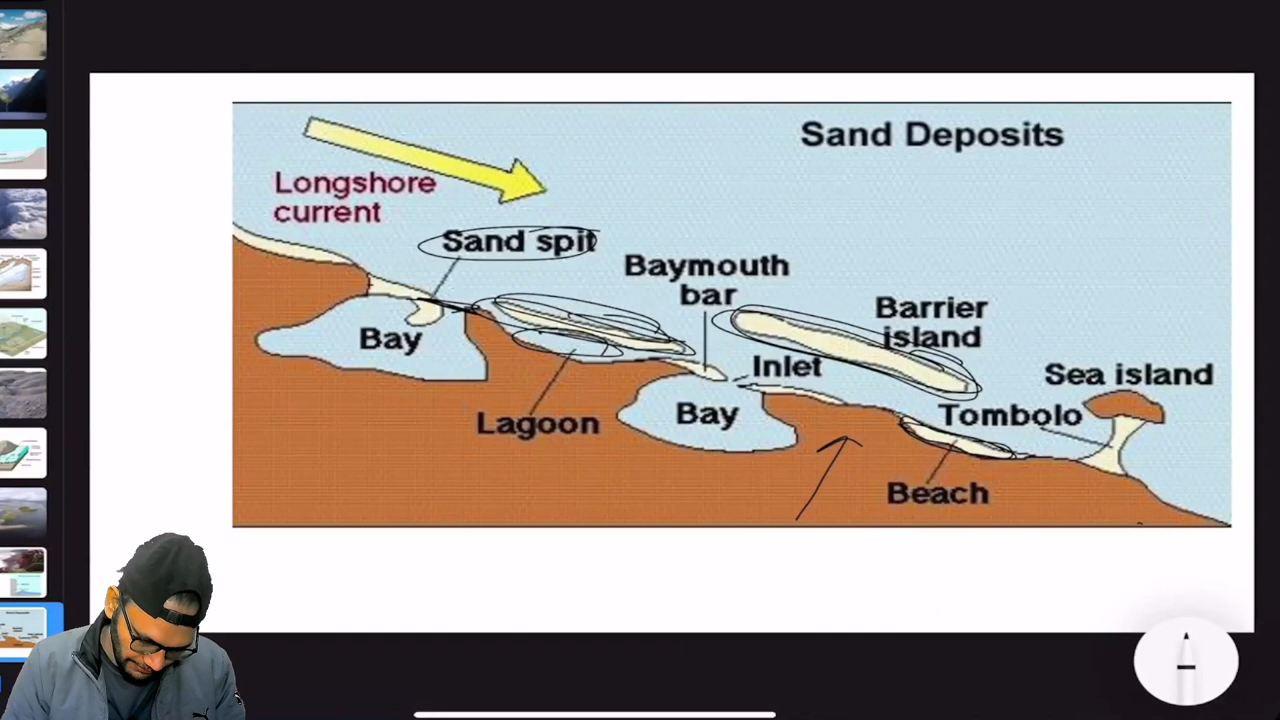 Sand Deposits
Longshore
current
Sand spit
Baymouth
bar
Barrier
island
Bay
Inlet
Sea island
Lagoon
Bay
Tombolo
Beach